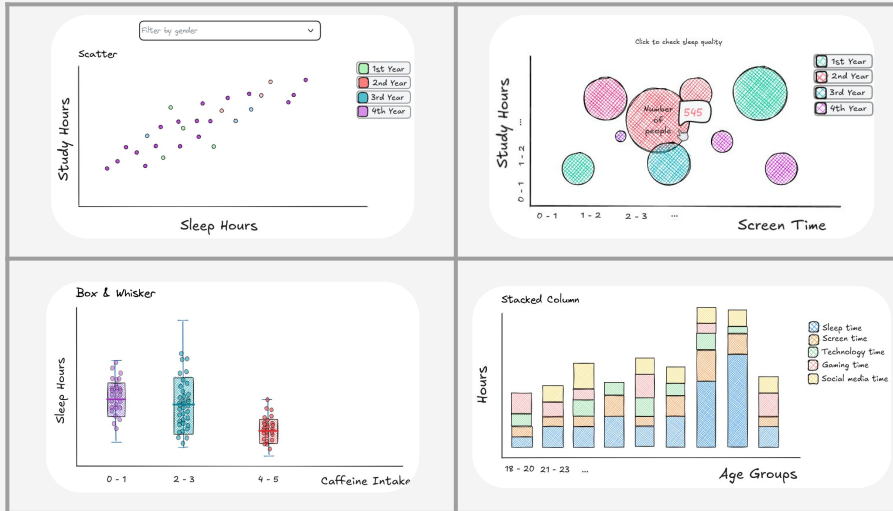 Filter by gender
Scatter
1st Year
2nd Year
3rd Year
4th Year
Study Hours
Sleep Hours
Click to check sleep quality
1st Year
2nd Year
3rd Year
4th Year
Number
of
people
545
Study Hours
...
1 - 2
0 - 1
0 - 1 1 - 2 2 - 3 ...
Screen Time
Box & Whisker
Sleep Hours
0 - 1 2 - 3 4 - 5
Caffeine Intake
Stacked Column
Sleep time
Screen time
Technology time
Gaming time
Social media time
Hours
18 - 20 21 - 23 ...
Age Groups